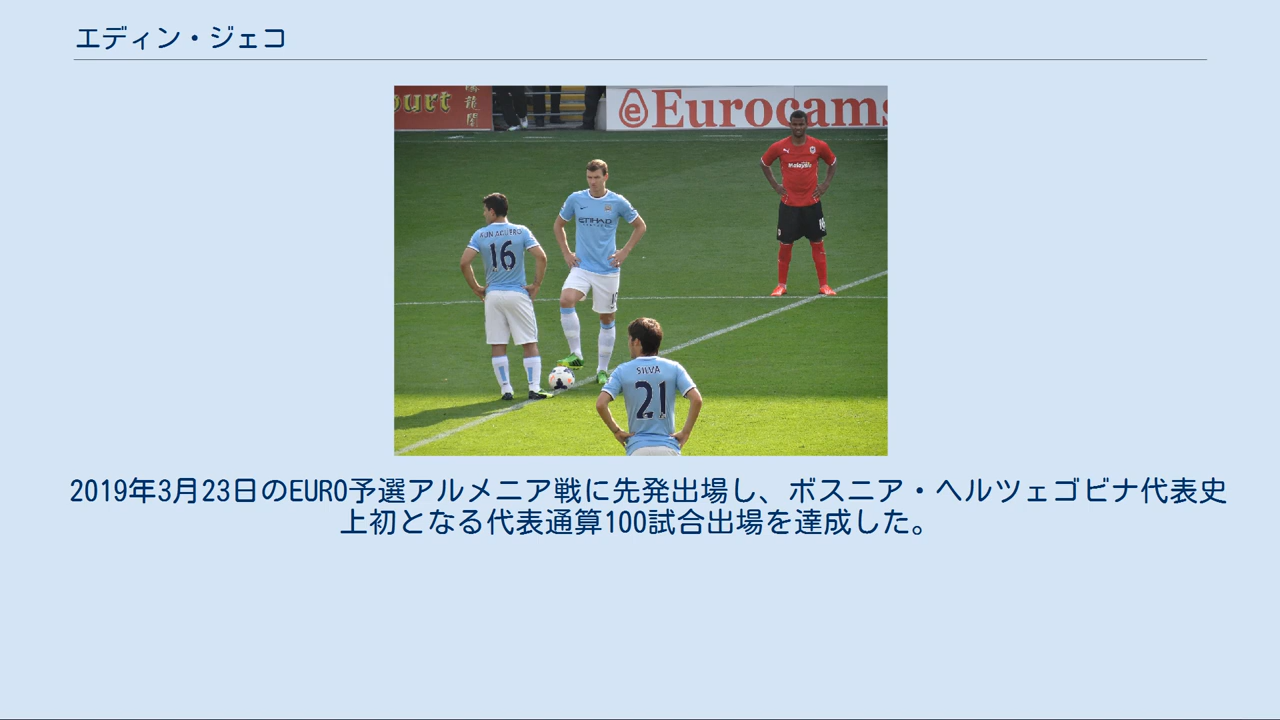 エディン・ジェコ
ourt
Eurocams
malaysia
ETIHAD
KUN AGUERO
16
SILVA
21
2019年3月23日のEURO予選アルメニア戦に先発出場し、ボスニア・ヘルツェゴビナ代表史
上初となる代表通算100試合出場を達成した。